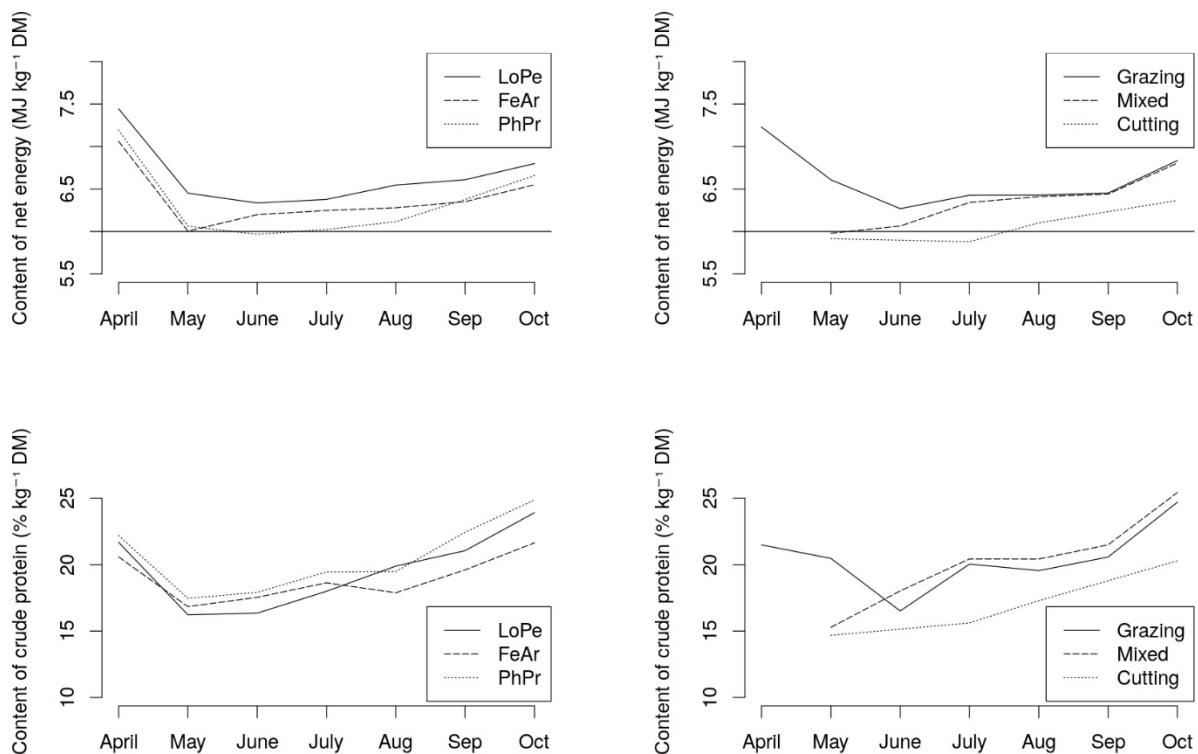 Content of net energy (MJ kg⁻¹ DM)
7.5
6.5
5.5
April May June July Aug Sep Oct
LoPe
FeAr
PhPr
Content of net energy (MJ kg⁻¹ DM)
7.5
6.5
5.5
April May June July Aug Sep Oct
Grazing
Mixed
Cutting
Content of crude protein (% kg⁻¹ DM)
25
20
15
10
April May June July Aug Sep Oct
LoPe
FeAr
PhPr
Content of crude protein (% kg⁻¹ DM)
25
20
15
10
April May June July Aug Sep Oct
Grazing
Mixed
Cutting